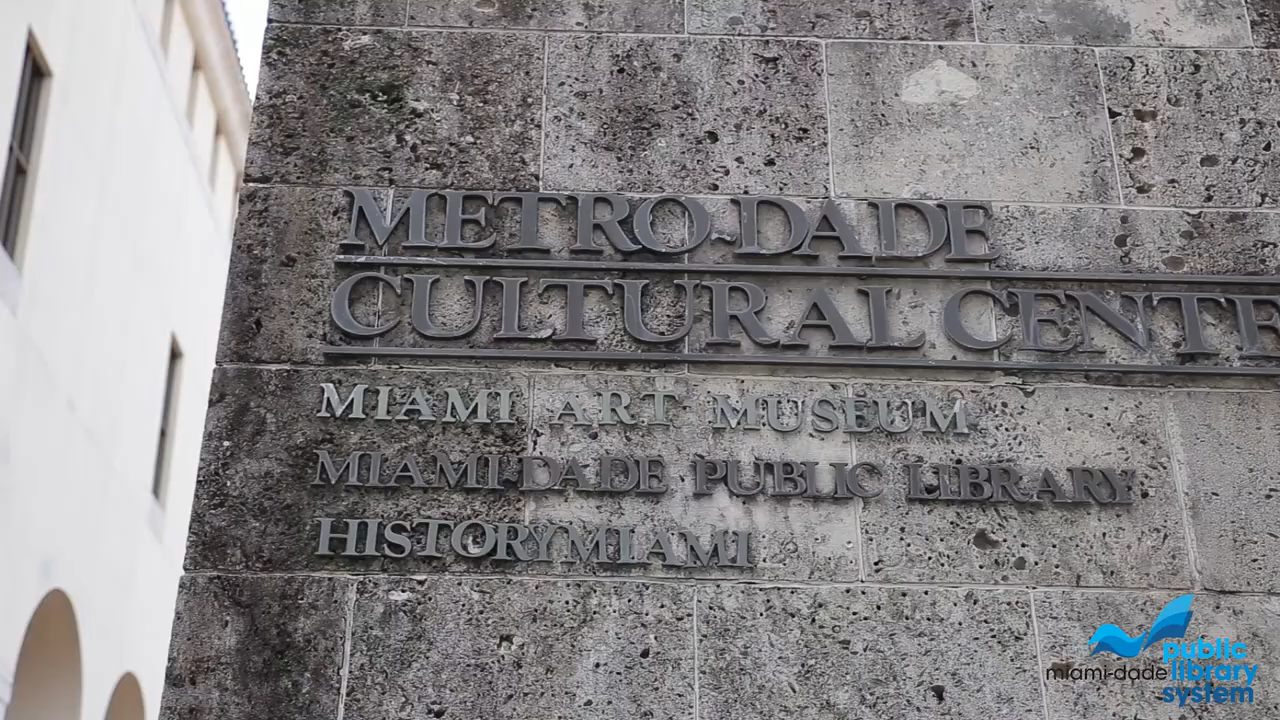 METRO-DADE
CULTURAL CENTE
MIAMI ART MUSEUM
MIAMI-DADE PUBLIC LIBRARY
HISTORYMIAMI
public
miami-dade library
system